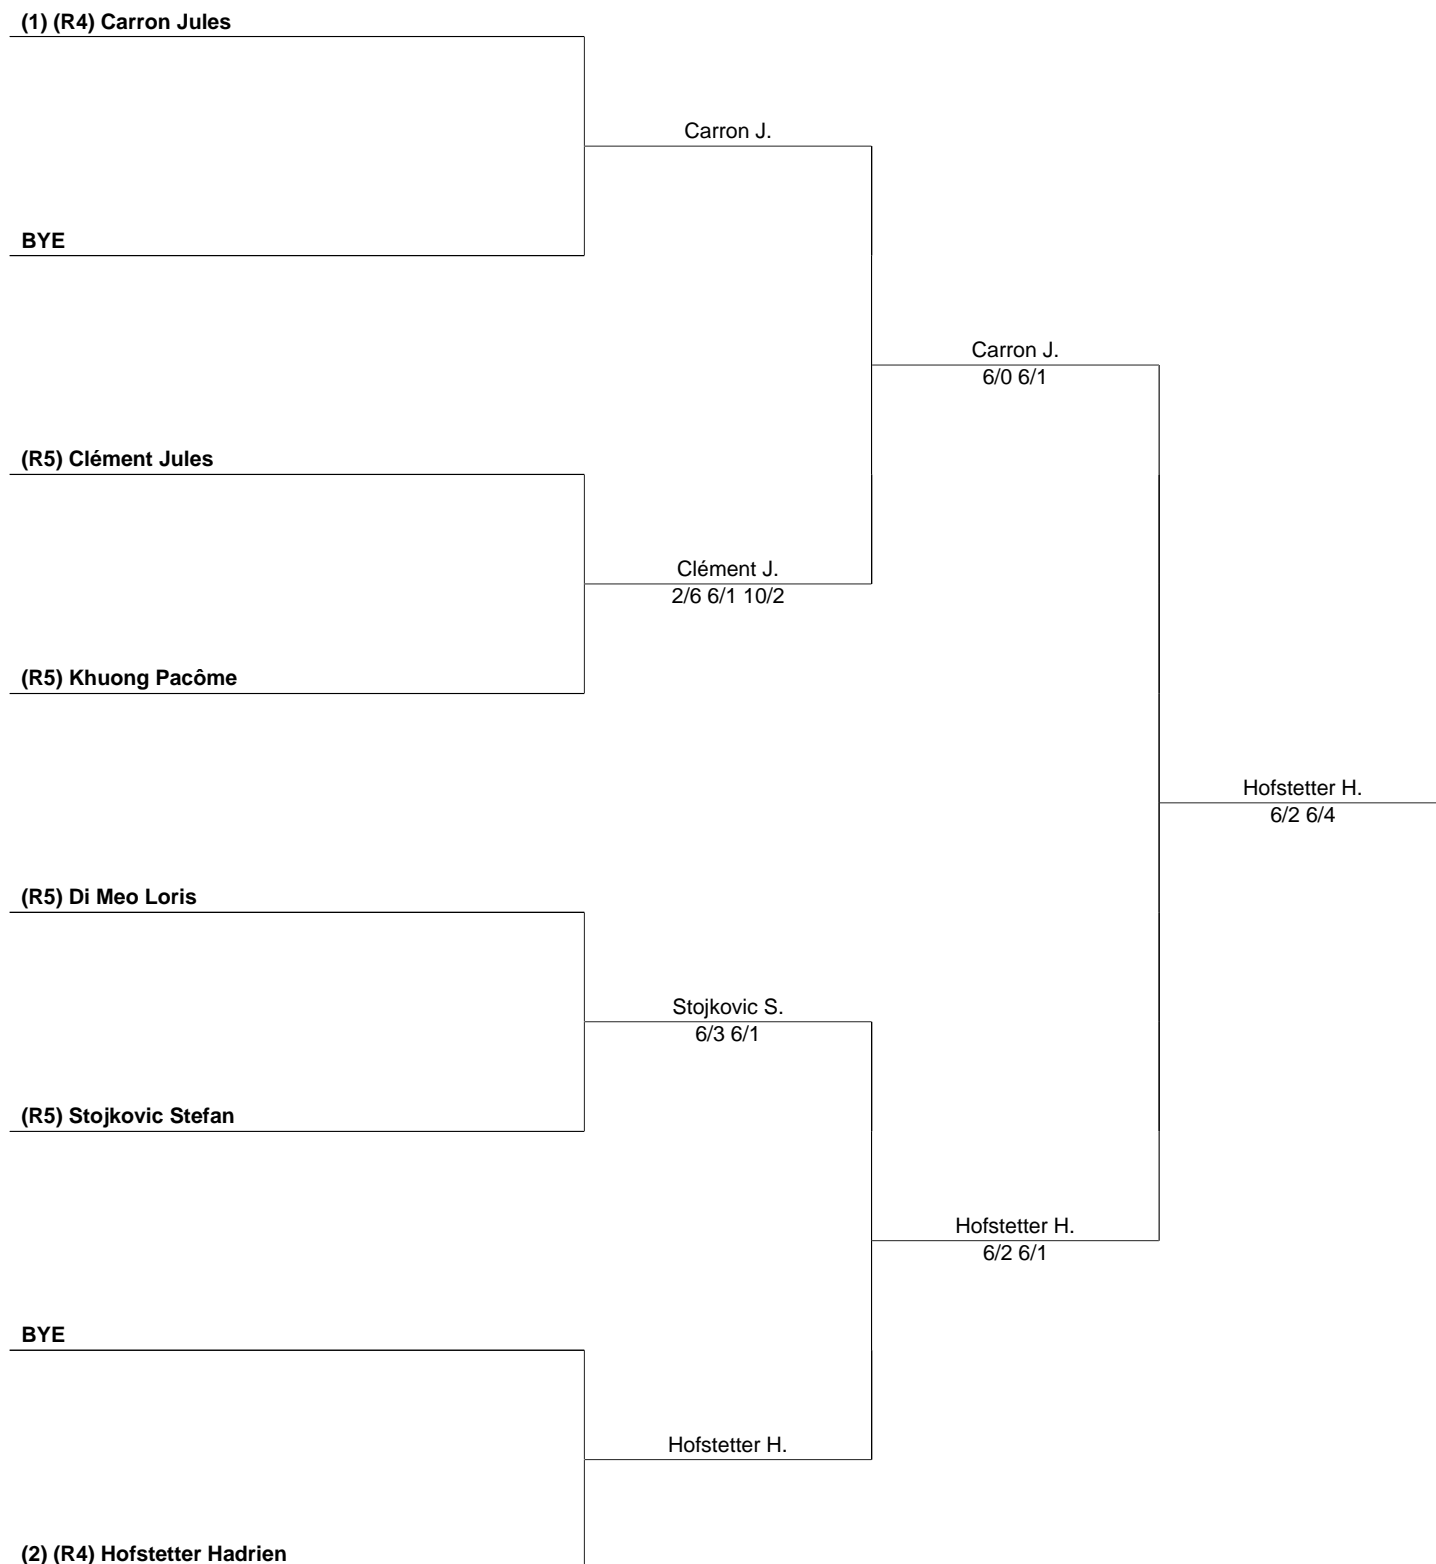 (1) (R4) Carron Jules
Carron J.
BYE
Carron J.
6/0 6/1
(R5) Clément Jules
Clément J.
2/6 6/1 10/2
(R5) Khuong Pacôme
Hofstetter H.
6/2 6/4
(R5) Di Meo Loris
Stojkovic S.
6/3 6/1
(R5) Stojkovic Stefan
Hofstetter H.
6/2 6/1
BYE
Hofstetter H.
(2) (R4) Hofstetter Hadrien